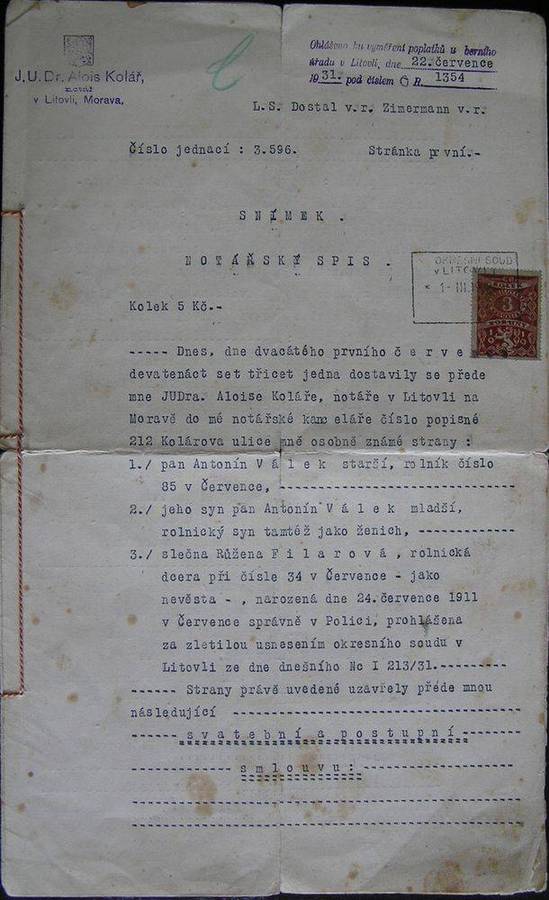 J.U.Dr. Alois Kolář,
notář
v Litovli, Morava.
Ohlášeno ku vyměření poplatků u berního
úřadu v Litovli, dne 22. července
1931. pod číslem Č R. 1354
L.S. Dostal v.r. Zimermann v.r.
Číslo jednací : 3.596. Stránka první.-
S N Í M E K .
N O T Á Ř S K Ý S P I S .
OKRESNÍ SOUD
v LITOVLI
KOLEK
3
Kolek 5 Kč.-
----- Dnes, dne dvacátého prvního č e r v e
devatenáct set třicet jedna dostavily se přede
mne JUDra. Aloise Koláře, notáře v Litovli na
Moravě do mé notářské kanceláře číslo popisné
212 Kolárova ulice mně osobně známé strany :
1./ pan Antonín V á l e k starší, rolník číslo
85 v Července,------------------------------
2./ jeho syn pan Antonín V á l e k mladší,
rolnický syn tamtéž jako ženich,------------
3./ slečna Růžena F i l a r o v á , rolnická
dcera při čísle 34 v Července - jako
nevěsta - , narozená dne 24.července 1911
v Července správně v Polici, prohlášena
za zletilou usnesením okresního soudu v
Litovli ze dne dnešního Nc I 213/31.---------
------ Strany právě uvedené uzavřely přede mnou
následující -------------------------------------
------ s v a t e b n í a p o s t u p n í -------
------------- s m l o u v u : ------------------